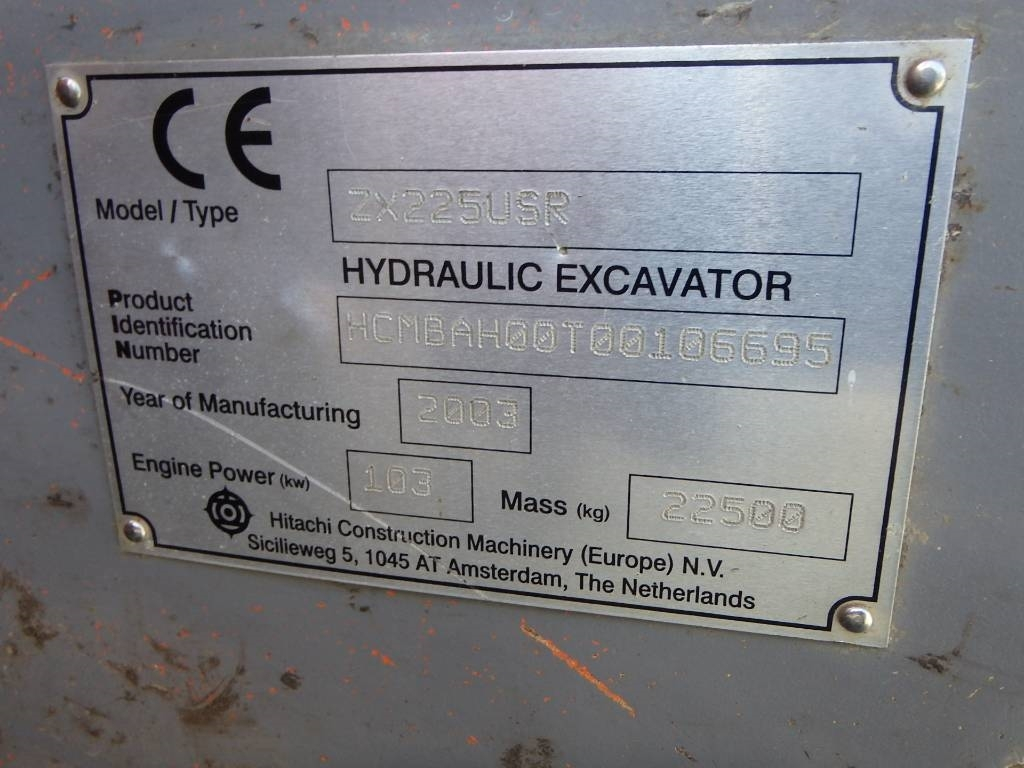 CE
Model / Type ZX225USR
HYDRAULIC EXCAVATOR
Product
Identification
Number HCMBAH00T00106695
Year of Manufacturing 2003
Engine Power (kw) 103 Mass (kg) 22500
Hitachi Construction Machinery (Europe) N.V.
Sicilieweg 5, 1045 AT Amsterdam, The Netherlands